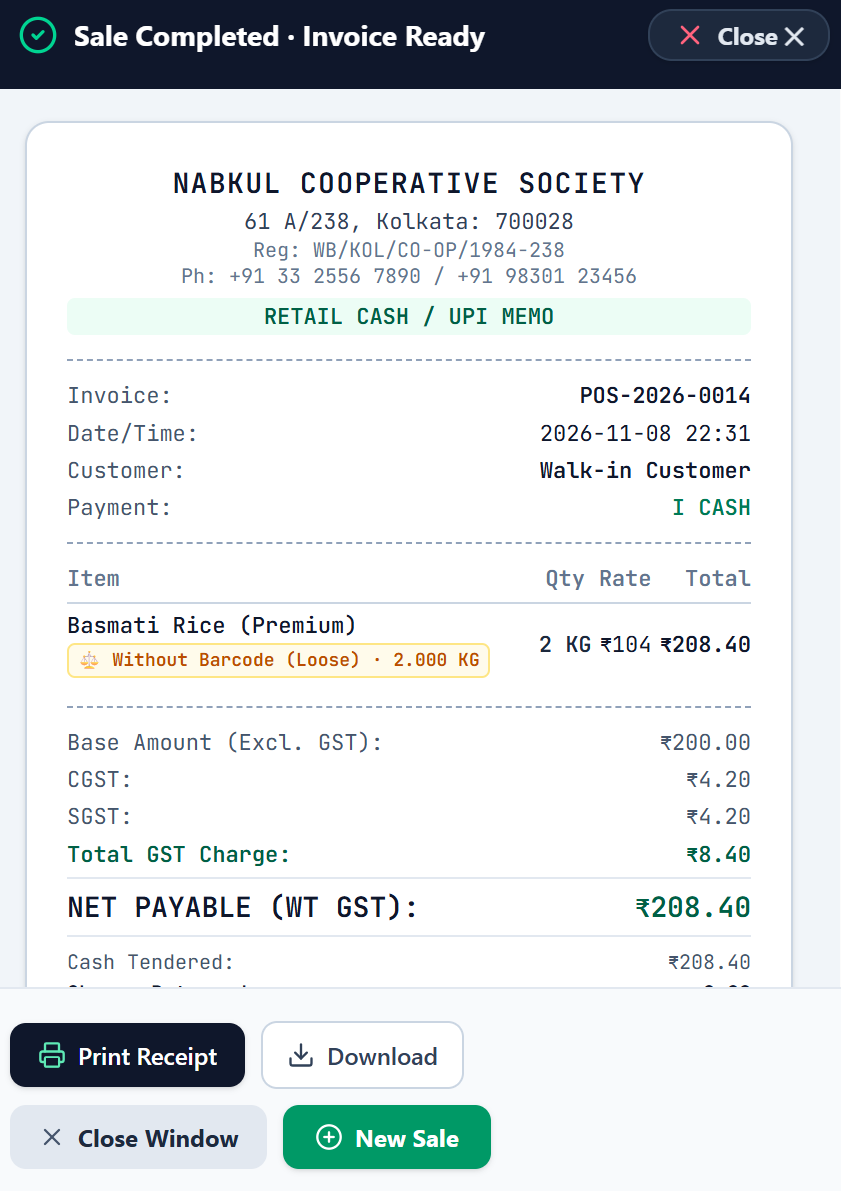 Sale Completed · Invoice Ready
Close
NABKUL COOPERATIVE SOCIETY
61 A/238, Kolkata: 700028
Reg: WB/KOL/CO-OP/1984-238
Ph: +91 33 2556 7890 / +91 98301 23456
RETAIL CASH / UPI MEMO
Invoice: POS-2026-0014
Date/Time: 2026-11-08 22:31
Customer: Walk-in Customer
Payment: I CASH
Item Qty Rate Total
Basmati Rice (Premium) 2 KG ₹104 ₹208.40
Without Barcode (Loose) · 2.000 KG
Base Amount (Excl. GST): ₹200.00
CGST: ₹4.20
SGST: ₹4.20
Total GST Charge: ₹8.40
NET PAYABLE (WT GST): ₹208.40
Cash Tendered: ₹208.40
Print Receipt
Download
Close Window
New Sale